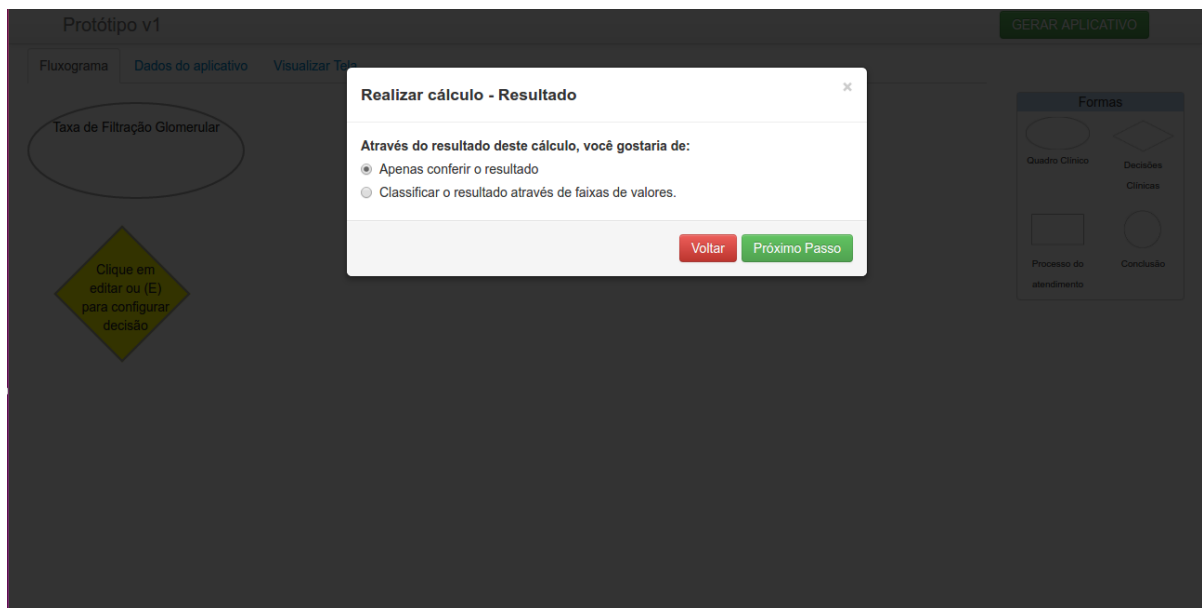 Protótipo v1
GERAR APLICATIVO
Fluxograma
Dados do aplicativo
Visualizar Tela
Realizar cálculo - Resultado
×
Através do resultado deste cálculo, você gostaria de:
Apenas conferir o resultado
Classificar o resultado através de faixas de valores.
Voltar
Próximo Passo
Taxa de Filtração Glomerular
Clique em
editar ou (E)
para configurar
decisão
Formas
Quadro Clínico
Decisões
Clínicas
Processo do
atendimento
Conclusão